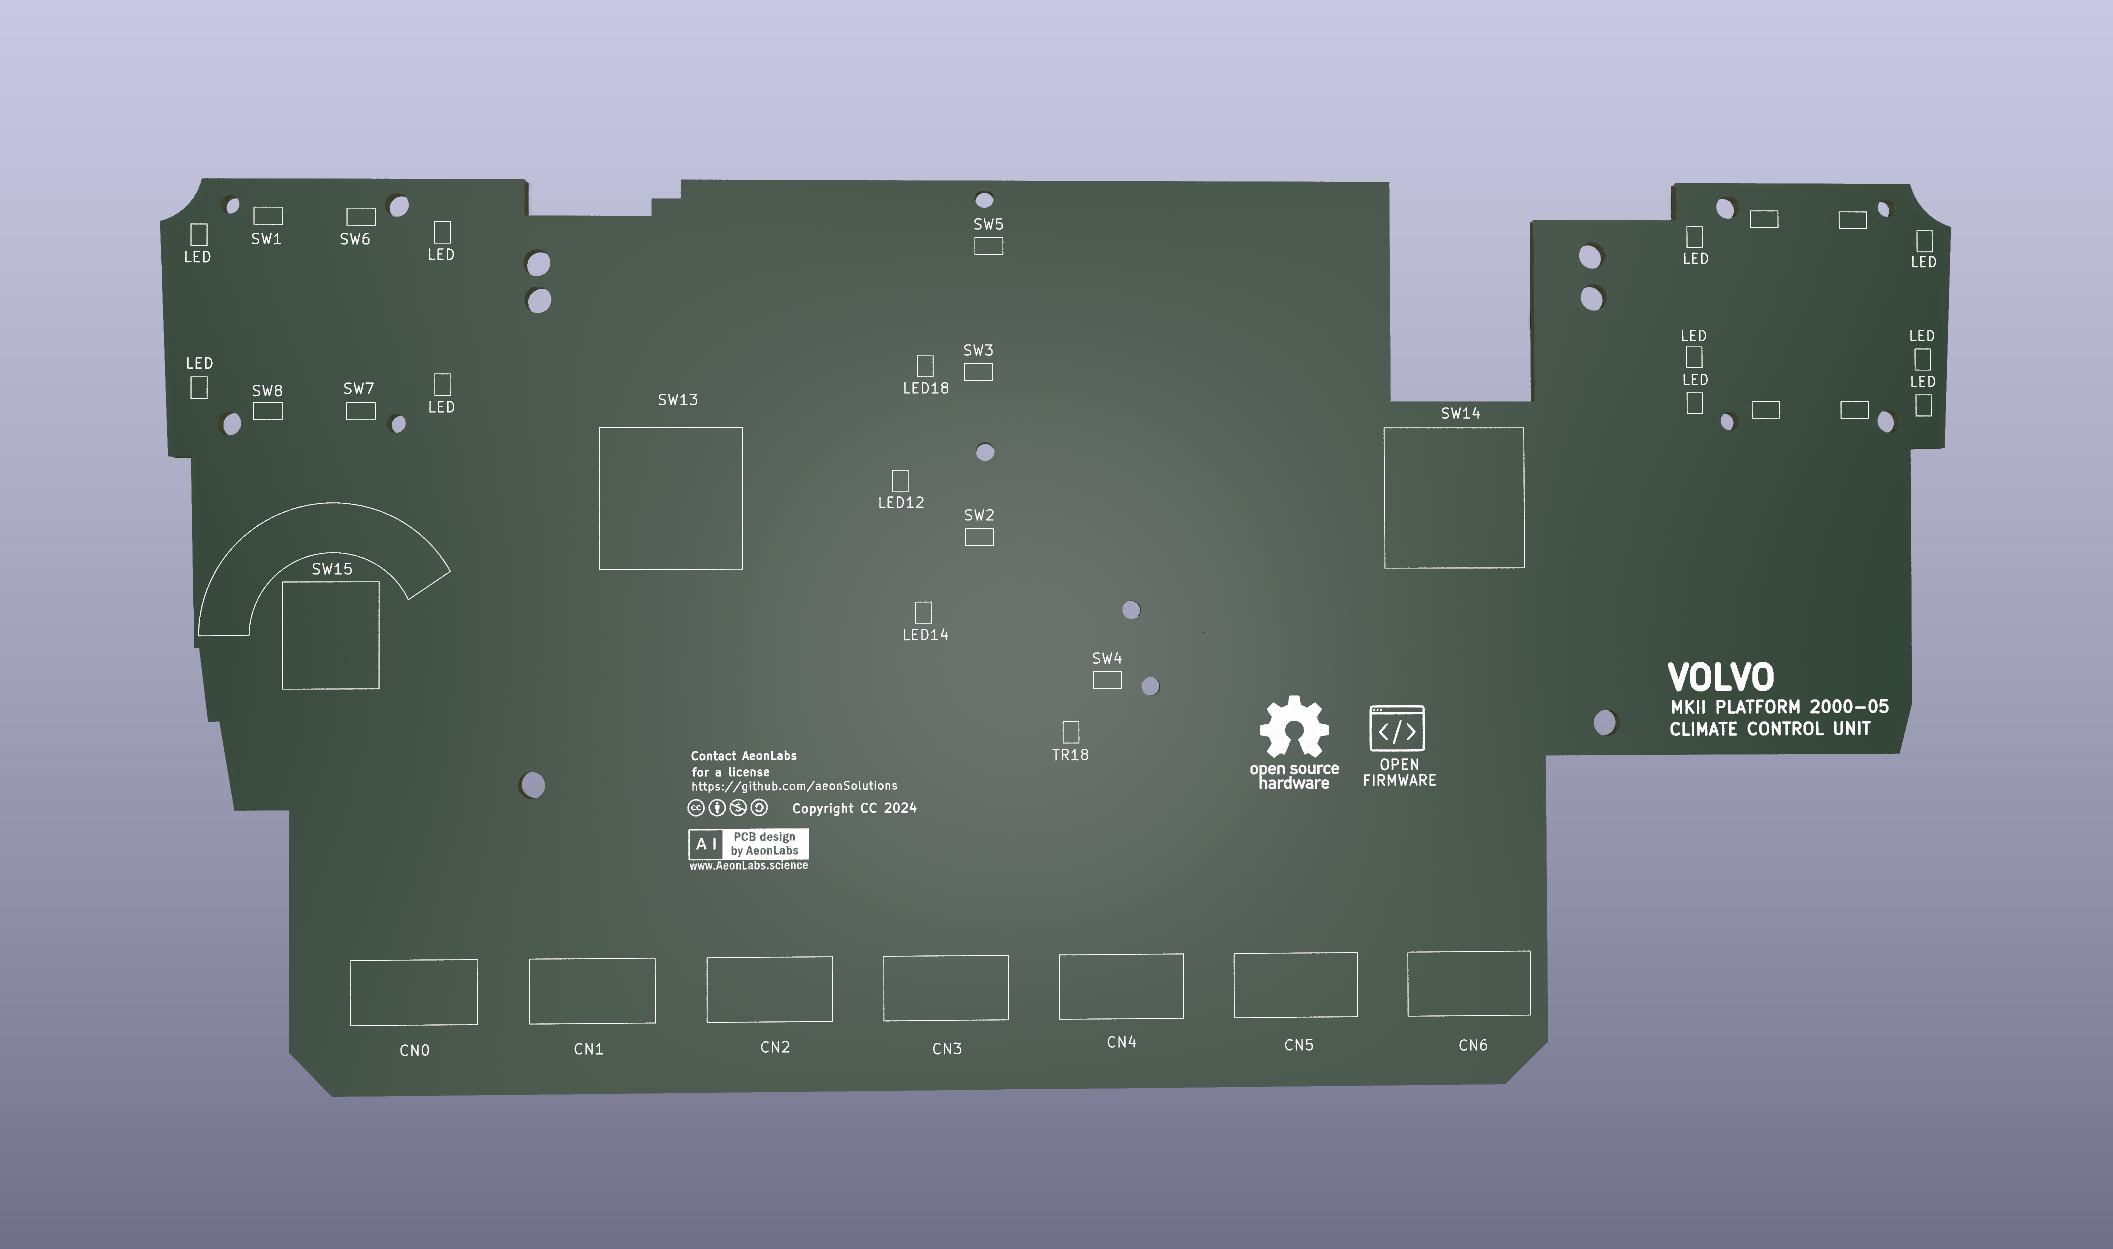 SW5
SW1
SW6
LED
LED
LED
LED
LED
LED
SW3
LED
SW8
SW7
LED
LED
LED
LED18
SW13
LED
SW14
LED12
SW2
SW15
LED14
SW4
VOLVO
MKII PLATFORM 2000-05
CLIMATE CONTROL UNIT
TR18
Contact AeonLabs
for a license
https://github.com/aeonSolutions
cc
Copyright CC 2024
open source
hardware
</>
OPEN
FIRMWARE
AI
PCB design
by AeonLabs
www.AeonLabs.science
CN0
CN1
CN2
CN3
CN4
CN5
CN6